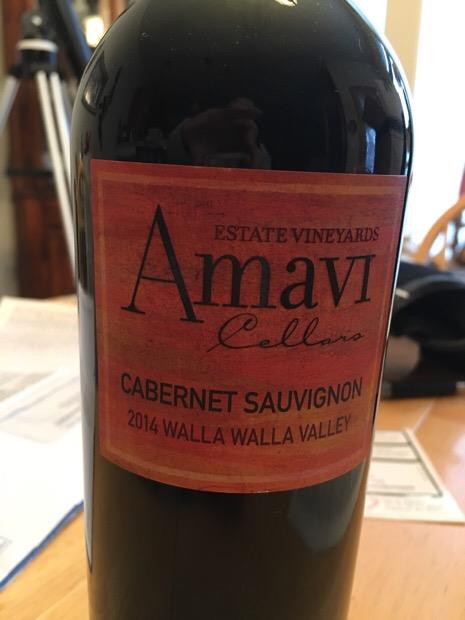 ESTATE VINEYARDS
Amavi
Cellars
CABERNET SAUVIGNON
2014 WALLA WALLA VALLEY